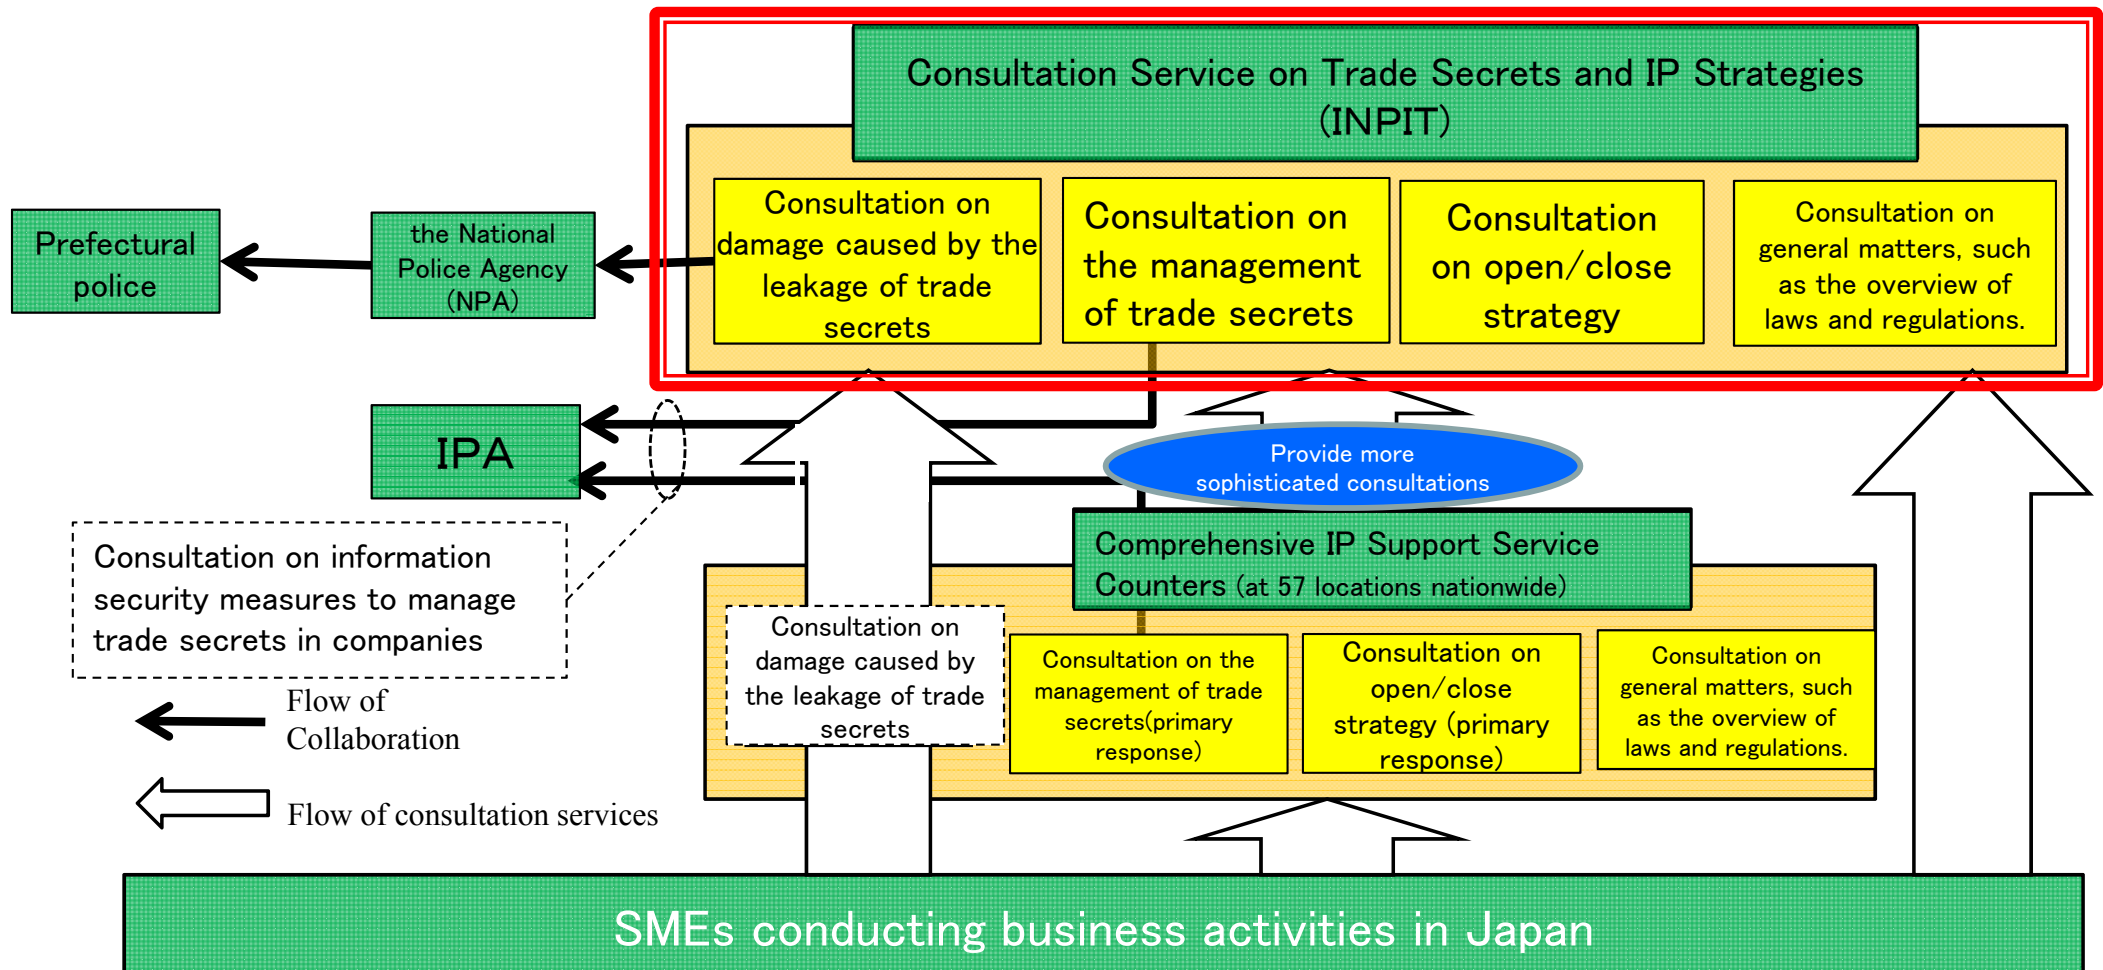 Consultation Service on Trade Secrets and IP Strategies
(INPIT)
Consultation on
damage caused by the
leakage of trade
secrets
Consultation on
the management
of trade secrets
Consultation
on open/close
strategy
Consultation on
general matters, such
as the overview of
laws and regulations.
Prefectural
police
the National
Police Agency
(NPA)
IPA
Provide more
sophisticated consultations
Consultation on information
security measures to manage
trade secrets in companies
Comprehensive IP Support Service
Counters (at 57 locations nationwide)
Consultation on
damage caused by
the leakage of trade
secrets
Consultation on the
management of trade
secrets(primary
response)
Consultation on
open/close
strategy (primary
response)
Consultation on
general matters, such
as the overview of
laws and regulations.
Flow of
Collaboration
Flow of consultation services
SMEs conducting business activities in Japan